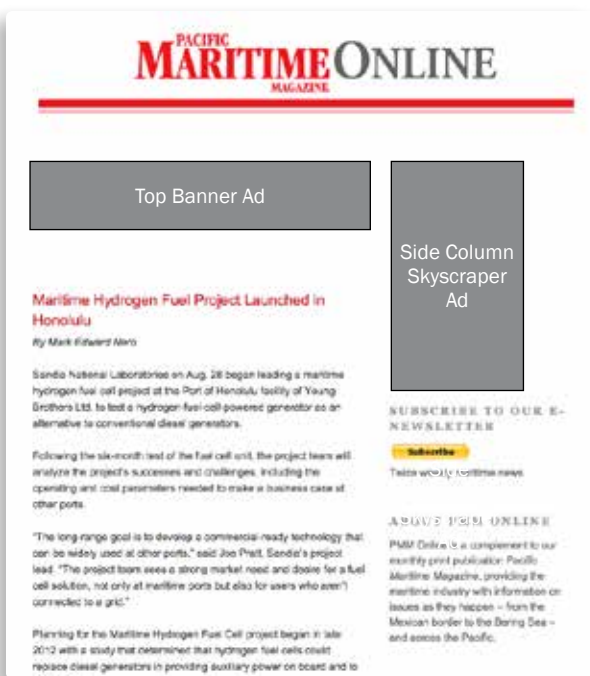 PACIFIC
MARITIME ONLINE
MAGAZINE
Top Banner Ad
Side Column
Skyscraper
Ad
Maritime Hydrogen Fuel Project Launched in
Honolulu
By Mark Edward Nero
Sandia National Laboratories on Aug. 28 began leading a maritime
hydrogen fuel cell project at the Port of Honolulu facility of Young
Brothers Ltd. to test a hydrogen fuel cell-powered generator as an
alternative to conventional diesel generators.
Following the six-month test of the fuel cell unit, the project team will
analyze the project's successes and challenges, including the
operating and cost parameters needed to make a business case at
other ports.
"The long-range goal is to develop a commercial-ready technology that
can be widely used at other ports," said Joe Pratt, Sandia's project
lead. "The project team sees a strong market need and desire for a fuel
cell solution, not only at maritime ports but also for users who aren't
connected to a grid."
Planning for the Maritime Hydrogen Fuel Cell project began in late
2012 with a study that determined that hydrogen fuel cells could
replace diesel generators in providing auxiliary power on board and to
SUBSCRIBE TO OUR E-
NEWSLETTER
Subscribe
Twice weekly maritime news
ONLINE
PMM Online is a complement to our
monthly print publication Pacific
Maritime Magazine, providing the
maritime industry with information on
issues as they happen – from the
Mexican border to the Bering Sea –
and across the Pacific.